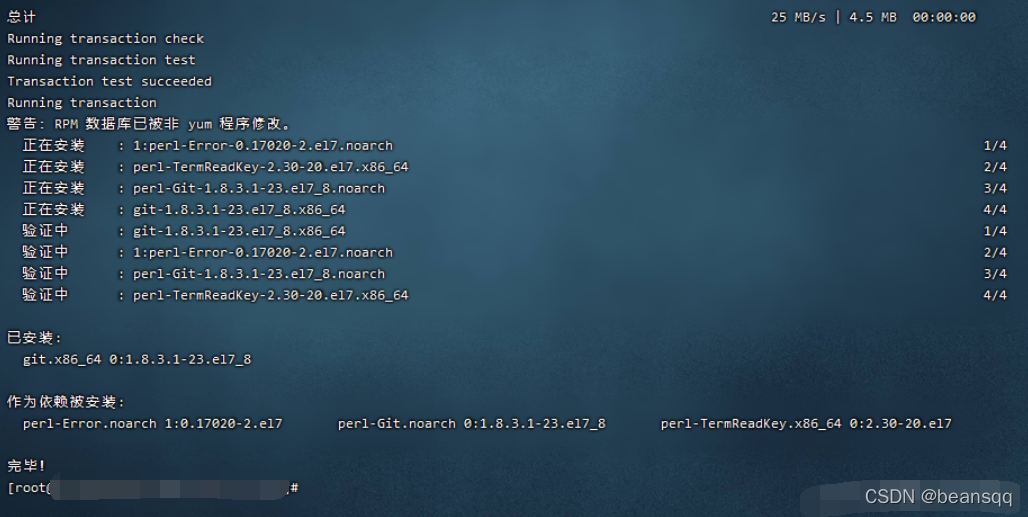 总计 25 MB/s | 4.5 MB 00:00:00
Running transaction check
Running transaction test
Transaction test succeeded
Running transaction
警告: RPM 数据库已被非 yum 程序修改。
正在安装 : 1:perl-Error-0.17020-2.el7.noarch 1/4
正在安装 : perl-TermReadKey-2.30-20.el7.x86_64 2/4
正在安装 : perl-Git-1.8.3.1-23.el7_8.noarch 3/4
正在安装 : git-1.8.3.1-23.el7_8.x86_64 4/4
验证中 : git-1.8.3.1-23.el7_8.x86_64 1/4
验证中 : 1:perl-Error-0.17020-2.el7.noarch 2/4
验证中 : perl-Git-1.8.3.1-23.el7_8.noarch 3/4
验证中 : perl-TermReadKey-2.30-20.el7.x86_64 4/4
已安装:
git.x86_64 0:1.8.3.1-23.el7_8
作为依赖被安装:
perl-Error.noarch 1:0.17020-2.el7 perl-Git.noarch 0:1.8.3.1-23.el7_8 perl-TermReadKey.x86_64 0:2.30-20.el7
完毕!
[root@ ]#
CSDN @beansqq